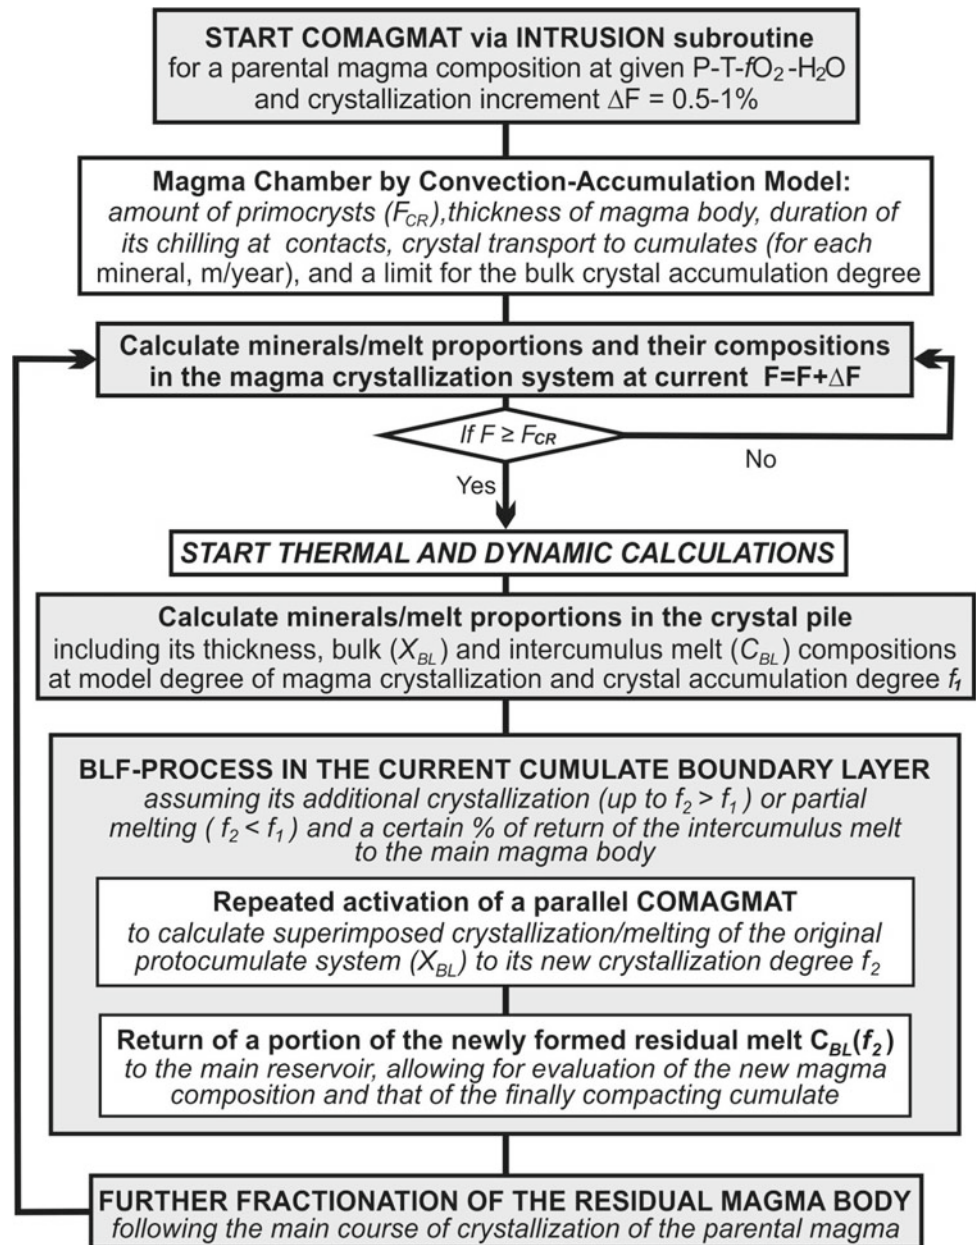 START COMAGMAT via INTRUSION subroutine
for a parental magma composition at given P-T-fO₂-H₂O
and crystallization increment ΔF = 0.5-1%
Magma Chamber by Convection-Accumulation Model:
amount of primocrysts (F_CR),thickness of magma body, duration of
its chilling at contacts, crystal transport to cumulates (for each
mineral, m/year), and a limit for the bulk crystal accumulation degree
Calculate minerals/melt proportions and their compositions
in the magma crystallization system at current F=F+ΔF
If F ≥ F_CR
No
Yes
START THERMAL AND DYNAMIC CALCULATIONS
Calculate minerals/melt proportions in the crystal pile
including its thickness, bulk (X_BL) and intercumulus melt (C_BL) compositions
at model degree of magma crystallization and crystal accumulation degree f₁
BLF-PROCESS IN THE CURRENT CUMULATE BOUNDARY LAYER
assuming its additional crystallization (up to f₂ > f₁) or partial
melting ( f₂ < f₁) and a certain % of return of the intercumulus melt
to the main magma body
Repeated activation of a parallel COMAGMAT
to calculate superimposed crystallization/melting of the original
protocumulate system (X_BL) to its new crystallization degree f₂
Return of a portion of the newly formed residual melt C_BL(f₂)
to the main reservoir, allowing for evaluation of the new magma
composition and that of the finally compacting cumulate
FURTHER FRACTIONATION OF THE RESIDUAL MAGMA BODY
following the main course of crystallization of the parental magma